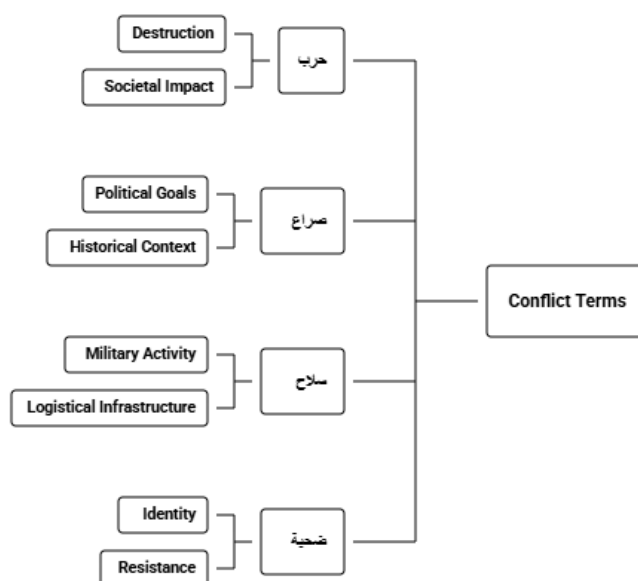 Destruction
حرب
Societal Impact
Political Goals
صراع
Historical Context
Conflict Terms
Military Activity
سلاح
Logistical Infrastructure
Identity
ضحية
Resistance